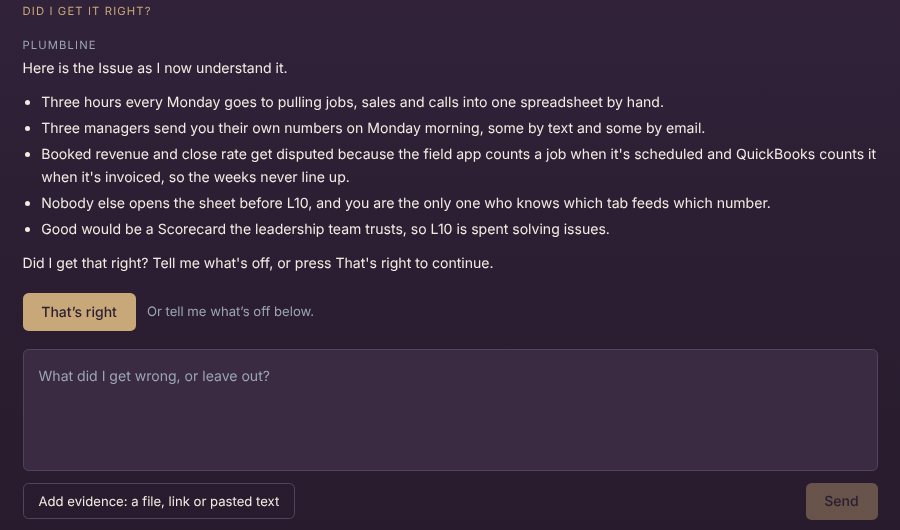 DID I GET IT RIGHT?
PLUMBLINE
Here is the Issue as I now understand it.
• Three hours every Monday goes to pulling jobs, sales and calls into one spreadsheet by hand.
• Three managers send you their own numbers on Monday morning, some by text and some by email.
• Booked revenue and close rate get disputed because the field app counts a job when it's scheduled and QuickBooks counts it
when it's invoiced, so the weeks never line up.
• Nobody else opens the sheet before L10, and you are the only one who knows which tab feeds which number.
• Good would be a Scorecard the leadership team trusts, so L10 is spent solving issues.
Did I get that right? Tell me what's off, or press That's right to continue.
That’s right
Or tell me what’s off below.
What did I get wrong, or leave out?
Add evidence: a file, link or pasted text
Send